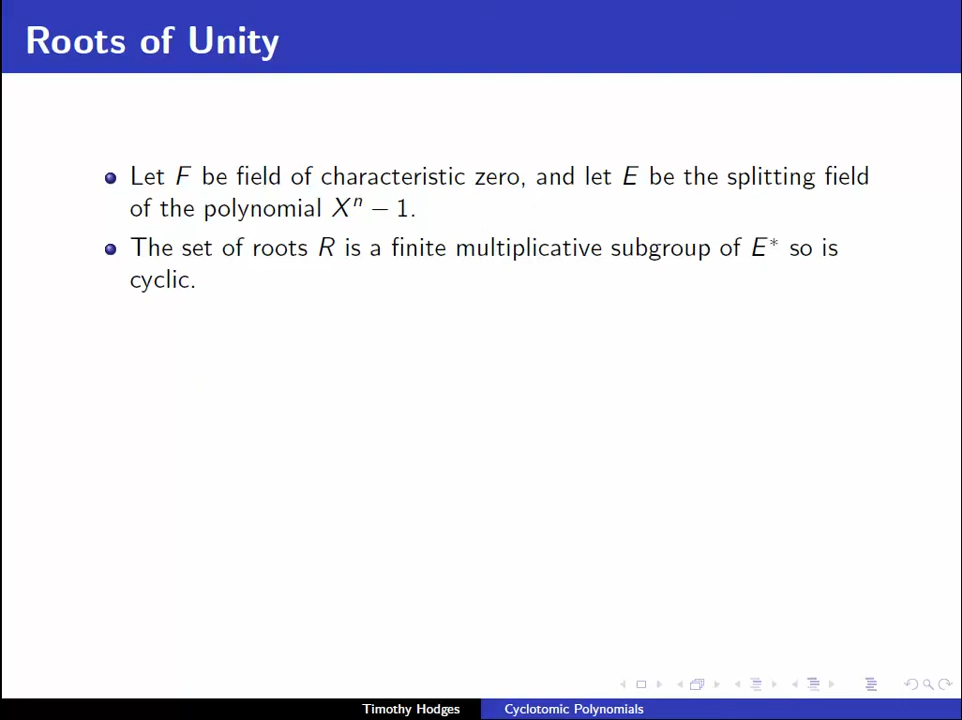 Roots of Unity
Let F be field of characteristic zero, and let E be the splitting field
of the polynomial Xⁿ − 1.
The set of roots R is a finite multiplicative subgroup of E* so is
cyclic.
Timothy Hodges
Cyclotomic Polynomials